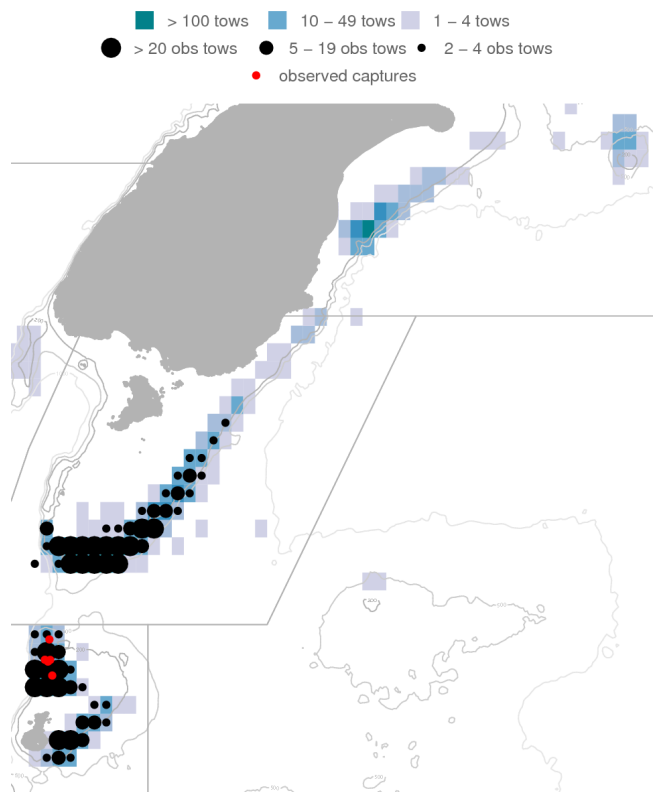 > 100 tows 10 – 49 tows 1 – 4 tows
> 20 obs tows 5 – 19 obs tows 2 – 4 obs tows
observed captures